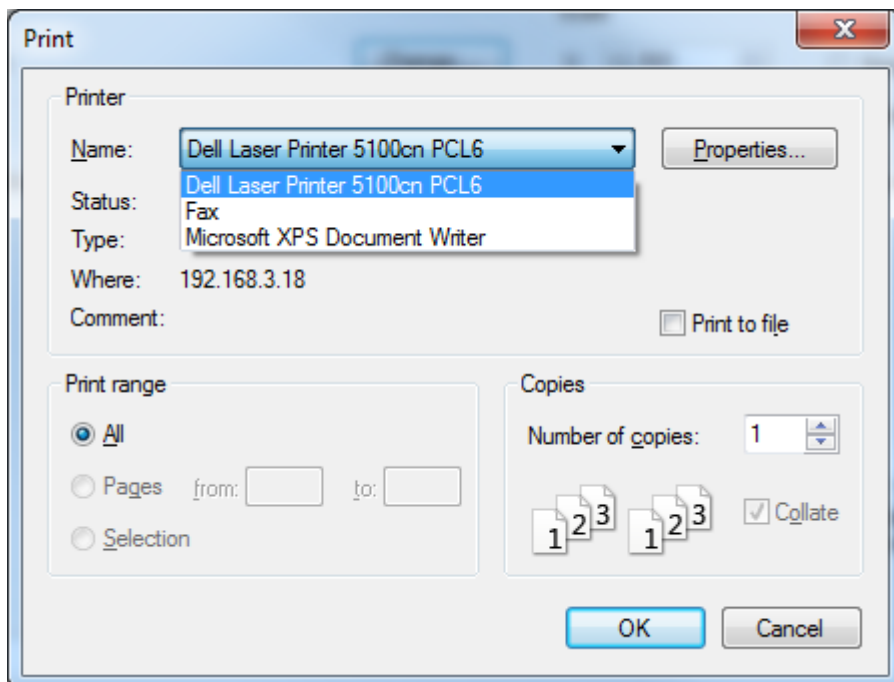 Print
Printer
Name:
Dell Laser Printer 5100cn PCL6
Properties...
Dell Laser Printer 5100cn PCL6
Status:
Fax
Type:
Microsoft XPS Document Writer
Where: 192.168.3.18
Comment:
Print to file
Print range
Copies
All
Number of copies: 1
Pages from: to:
1 2 3 1 2 3
Collate
Selection
OK
Cancel